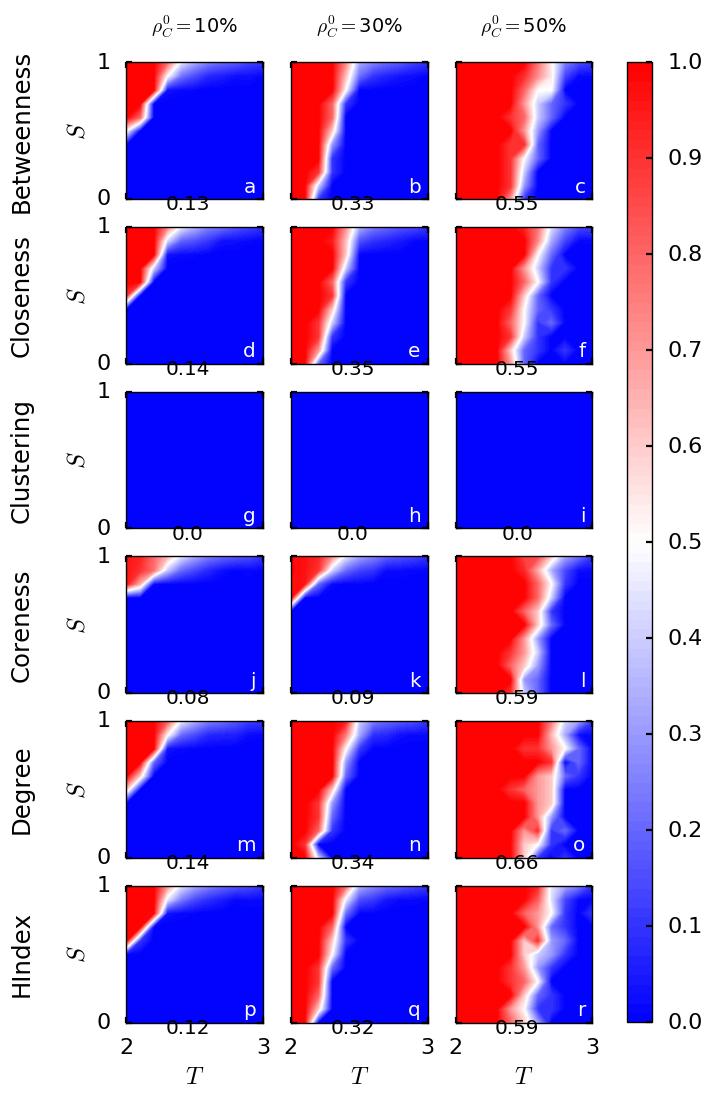 ρ_C^0 = 10% ρ_C^0 = 30% ρ_C^0 = 50%
Betweenness S 1 0 a b c
0.13 0.33 0.55
Closeness S 1 0 d e f
0.14 0.35 0.55
Clustering S 1 0 g h i
0.0 0.0 0.0
Coreness S 1 0 j k l
0.08 0.09 0.59
Degree S 1 0 m n o
0.14 0.34 0.66
HIndex S 1 0 p q r
0.12 0.32 0.59
2 3 2 3 2 3
T T T
1.0
0.9
0.8
0.7
0.6
0.5
0.4
0.3
0.2
0.1
0.0